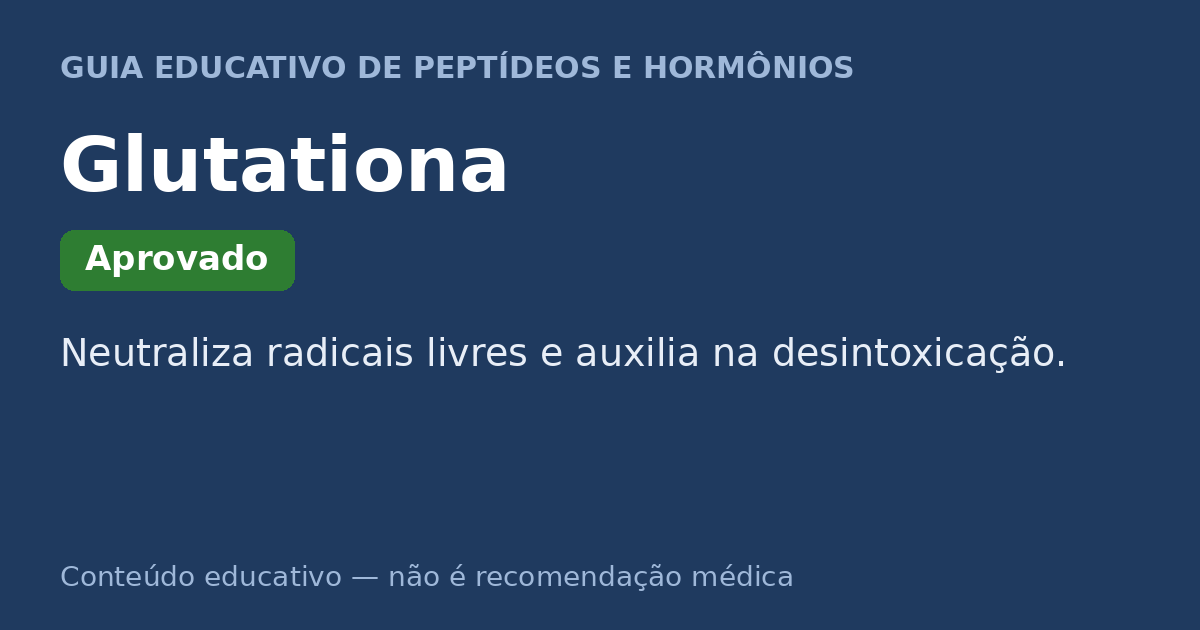 GUIA EDUCATIVO DE PEPTÍDEOS E HORMÔNIOS
Glutationa
Aprovado
Neutraliza radicais livres e auxilia na desintoxicação.
Conteúdo educativo — não é recomendação médica